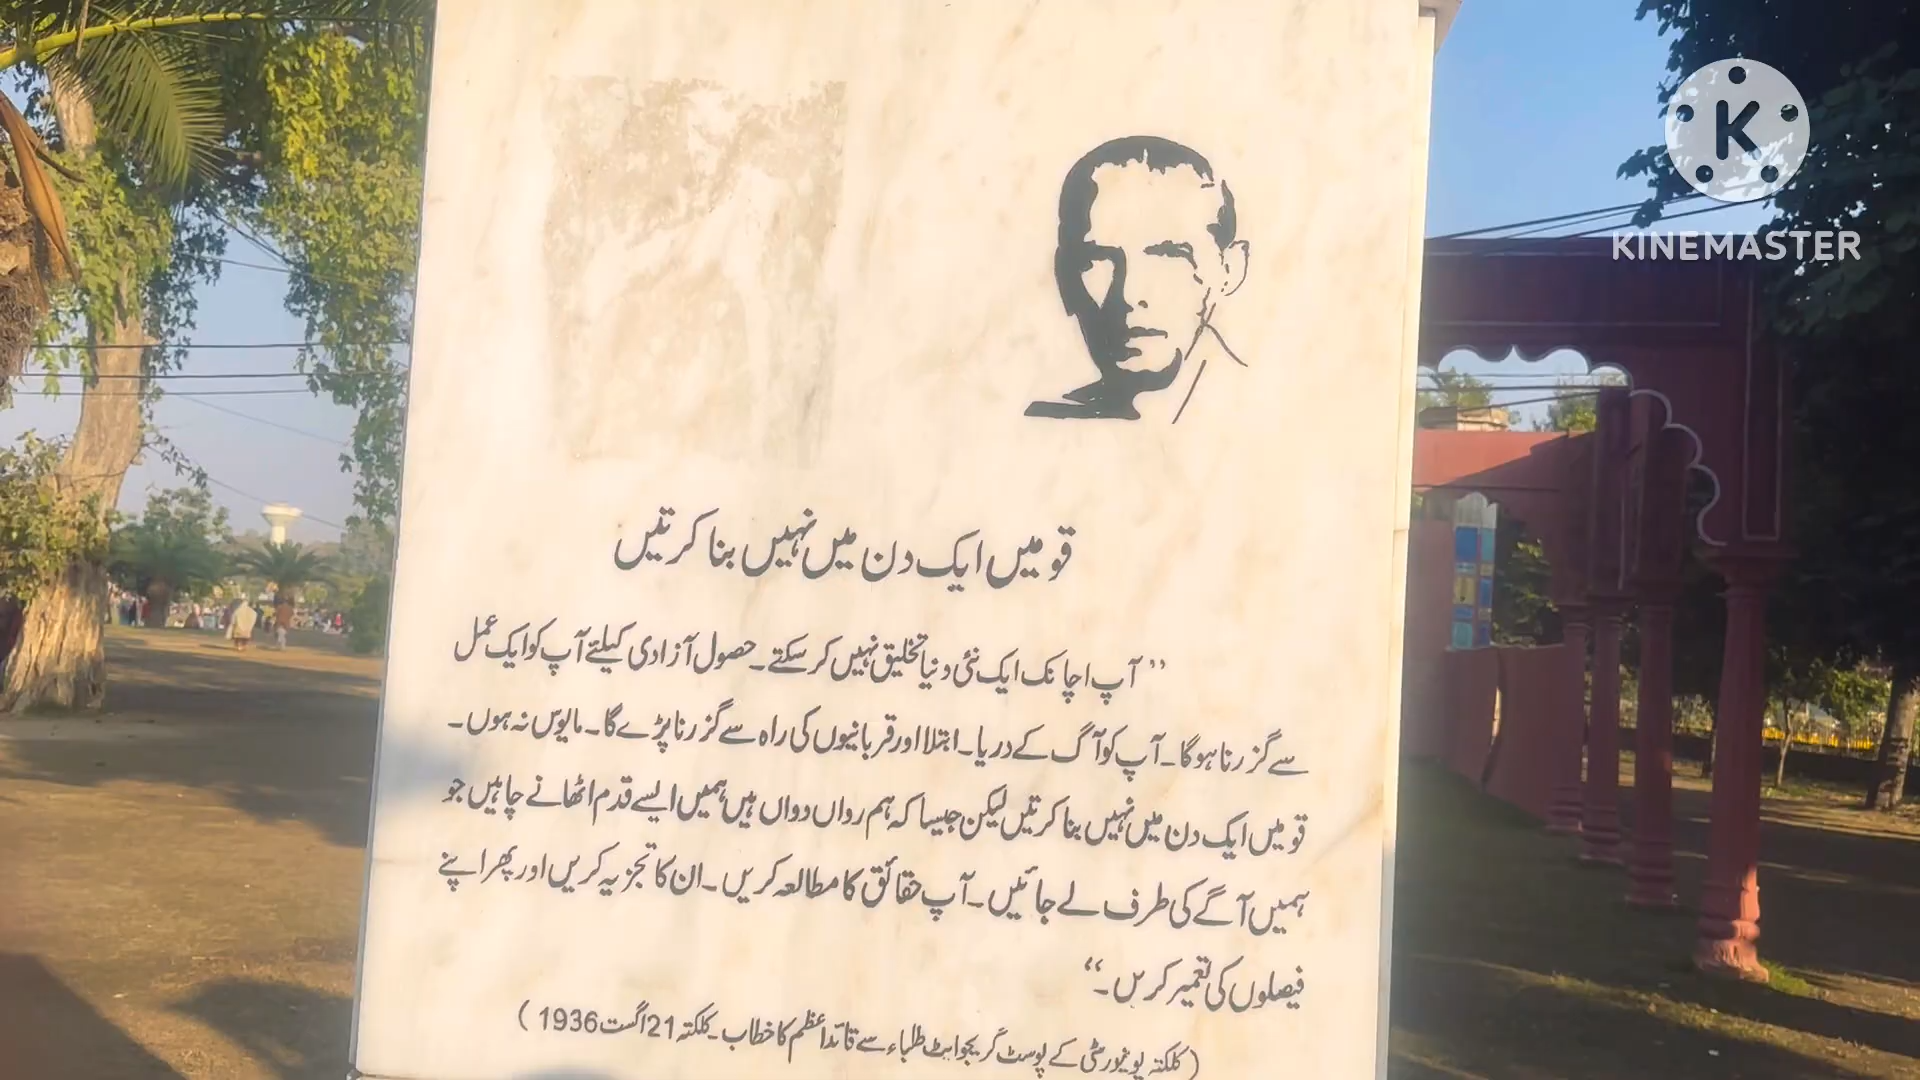 K
KINEMASTER
قومیں ایک دن میں نہیں بنا کرتیں
”آپ اچانک ایک نئی دنیا تخلیق نہیں کر سکتے۔ حصول آزادی کیلئے آپ کو ایک عمل
سے گزرنا ہوگا۔ آپ کو آگ کے دریا۔ ابتلا اور قربانیوں کی راہ سے گزرنا پڑے گا۔ مایوس نہ ہوں۔
قومیں ایک دن میں نہیں بنا کرتیں لیکن جیسا کہ ہم رواں دواں ہیں ہمیں ایسے قدم اٹھانے چاہیں جو
ہمیں آگے کی طرف لے جائیں۔ آپ حقائق کا مطالعہ کریں۔ ان کا تجزیہ کریں اور پھر اپنے
فیصلوں کی تعمیر کریں۔“
(کلکتہ یونیورسٹی کے پوسٹ گریجوایٹ طلباء سے قائداعظم کا خطاب۔ کلکتہ 21 اگست 1936)